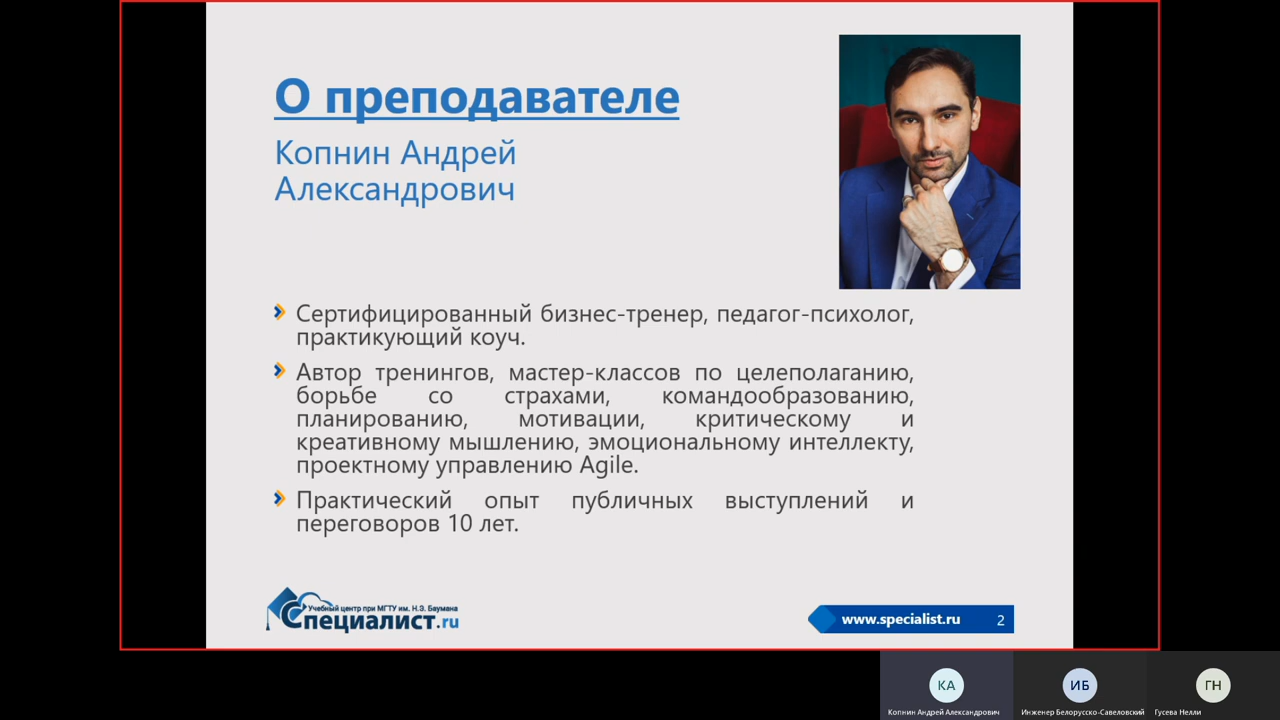 О преподавателе
Копнин Андрей
Александрович
Сертифицированный бизнес-тренер, педагог-психолог,
практикующий коуч.
Автор тренингов, мастер-классов по целеполаганию,
борьбе со страхами, командообразованию,
планированию, мотивации, критическому и
креативному мышлению, эмоциональному интеллекту,
проектному управлению Agile.
Практический опыт публичных выступлений и
переговоров 10 лет.
Учебный центр при МГТУ им. Н.Э. Баумана
Специалист.ru
www.specialist.ru 2
КА ИБ ГН
Копнин Андрей Александрович Инженер Белорусско-Савеловский Гусева Нелли